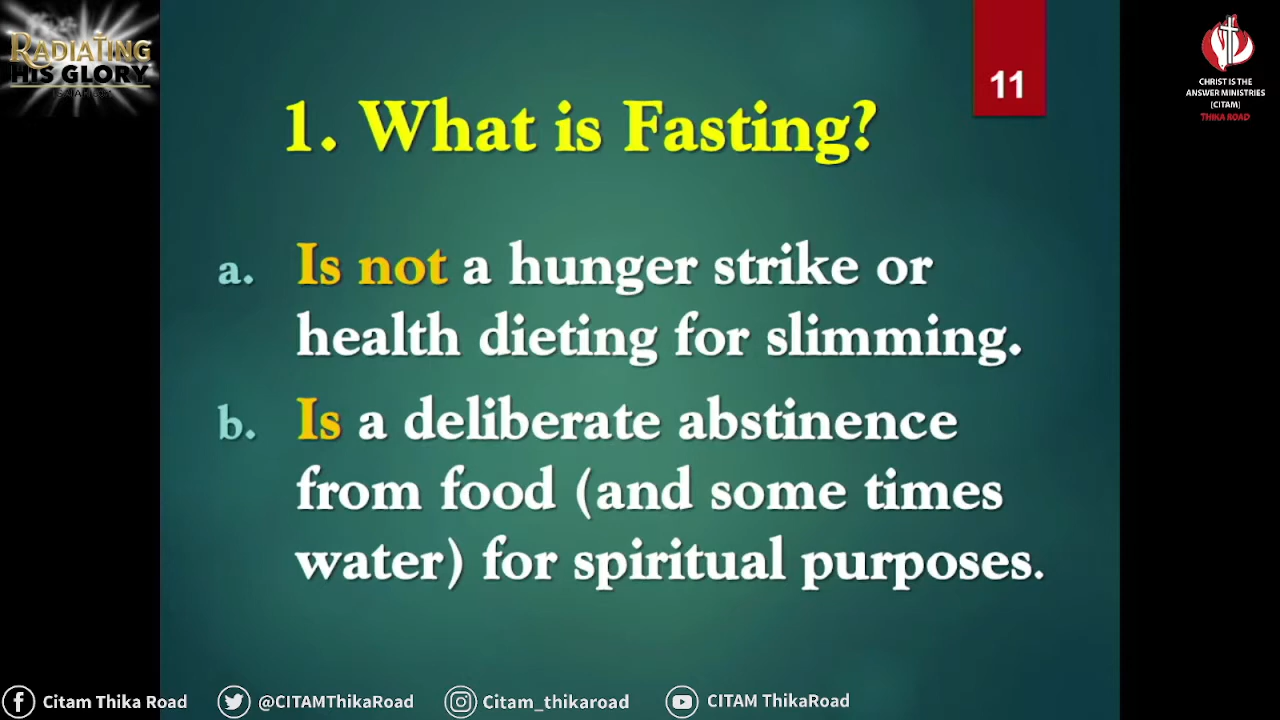 RADIATING
HIS GLORY
11
CHRIST IS THE
ANSWER MINISTRIES
(CITAM)
THIKA ROAD
1. What is Fasting?
a. Is not a hunger strike or
health dieting for slimming.
b. Is a deliberate abstinence
from food (and some times
water) for spiritual purposes.
Citam Thika Road
@CITAMThikaRoad
Citam_thikaroad
CITAM ThikaRoad